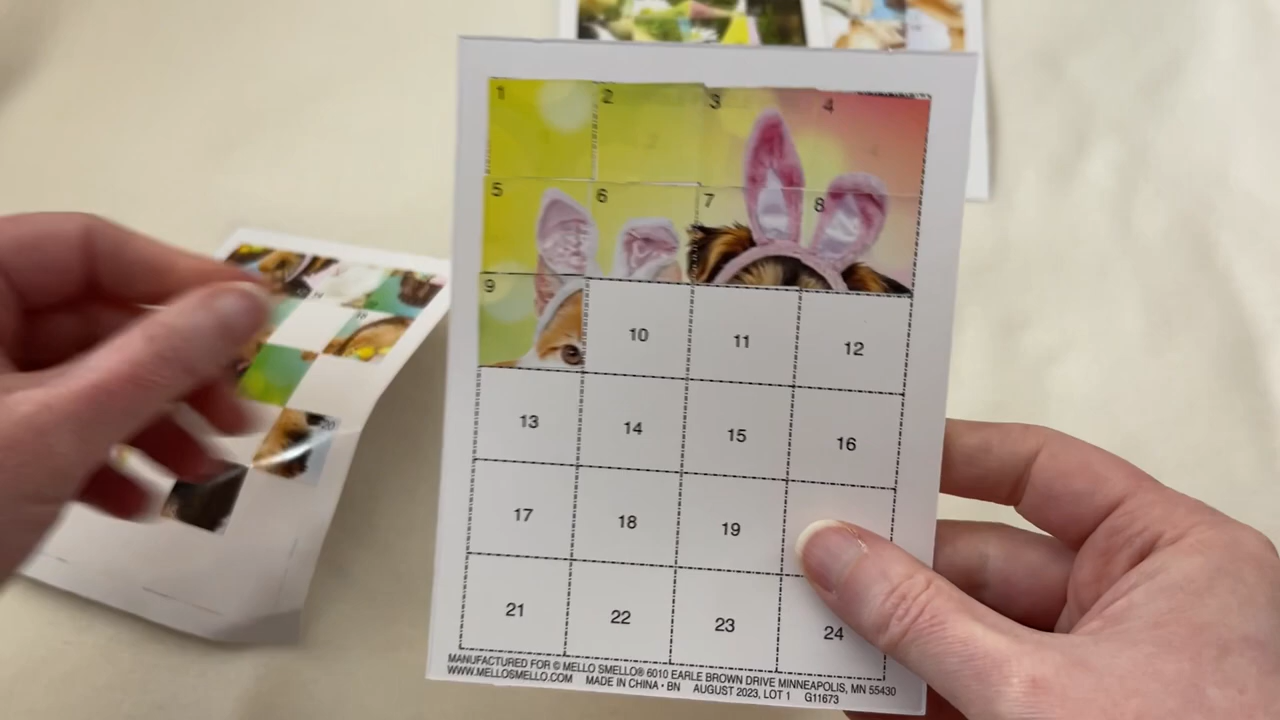 1 2 3 4
5 6 7 8
9 10 11 12
13 14 15 16
17 18 19
21 22 23 24
MANUFACTURED FOR © MELLO SMELLO® 6010 EARLE BROWN DRIVE MINNEAPOLIS, MN 55430
WWW.MELLOSMELLO.COM MADE IN CHINA • BN AUGUST 2023, LOT 1 G11673
20